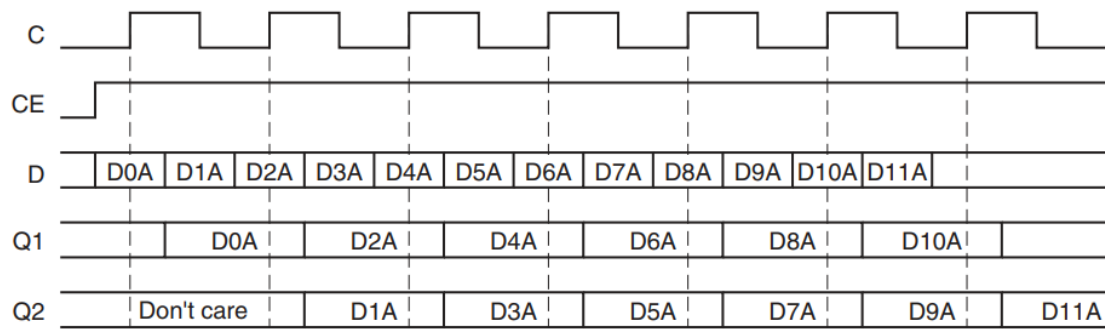 C
CE
D D0A D1A D2A D3A D4A D5A D6A D7A D8A D9A D10A D11A
Q1 D0A D2A D4A D6A D8A D10A
Q2 Don't care D1A D3A D5A D7A D9A D11A